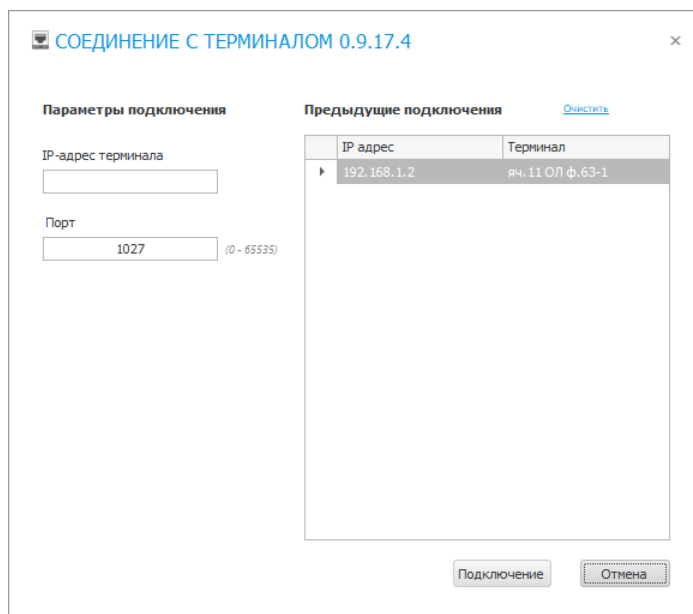 СОЕДИНЕНИЕ С ТЕРМИНАЛОМ 0.9.17.4
Параметры подключения
IP-адрес терминала
Порт
1027 (0 - 65535)
Предыдущие подключения Очистить
IP адрес Терминал
192.168.1.2 яч.11 ОЛ ф.63-1
Подключение Отмена